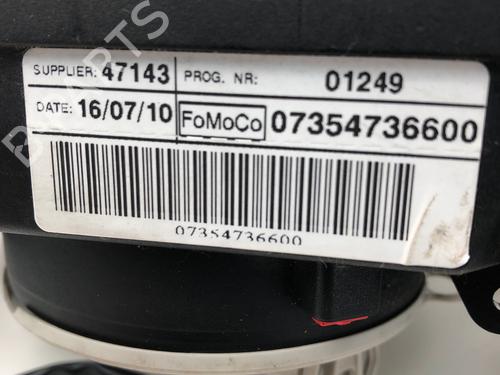 SUPPLIER: 47143 PROG. NR: 01249
DATE: 16/07/10 FoMoCo 07354736600
07354736600